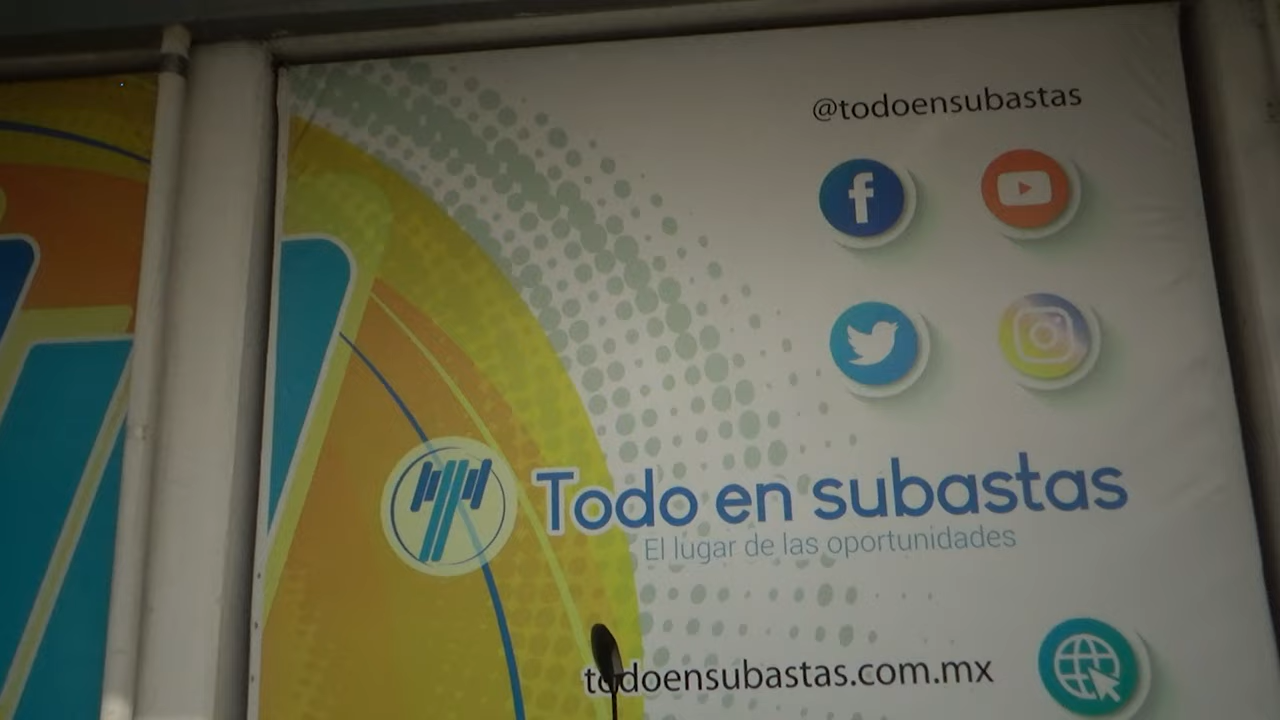 @todoensubastas
Todo en subastas
El lugar de las oportunidades
todoensubastas.com.mx